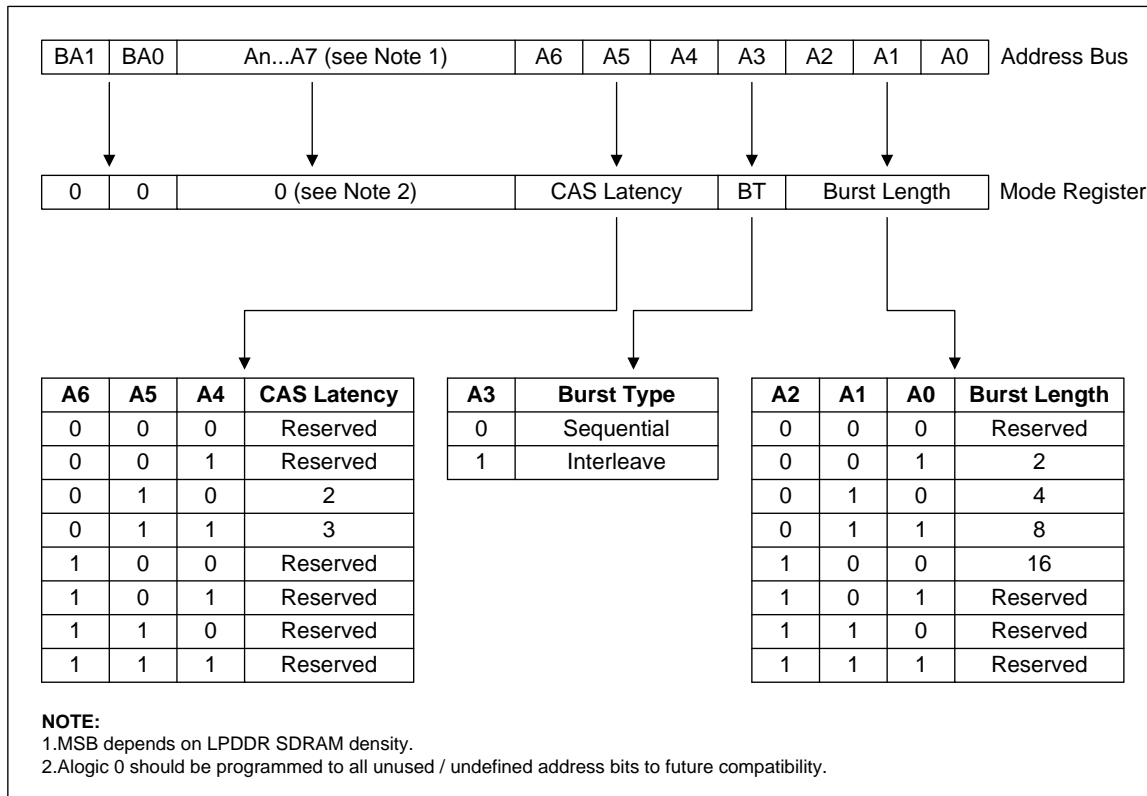 BA1 BA0 An...A7 (see Note 1) A6 A5 A4 A3 A2 A1 A0 Address Bus
0 0 0 (see Note 2) CAS Latency BT Burst Length Mode Register
A6 A5 A4 CAS Latency
0 0 0 Reserved
0 0 1 Reserved
0 1 0 2
0 1 1 3
1 0 0 Reserved
1 0 1 Reserved
1 1 0 Reserved
1 1 1 Reserved
A3 Burst Type
0 Sequential
1 Interleave
A2 A1 A0 Burst Length
0 0 0 Reserved
0 0 1 2
0 1 0 4
0 1 1 8
1 0 0 16
1 0 1 Reserved
1 1 0 Reserved
1 1 1 Reserved
NOTE:
1.MSB depends on LPDDR SDRAM density.
2.Alogic 0 should be programmed to all unused / undefined address bits to future compatibility.